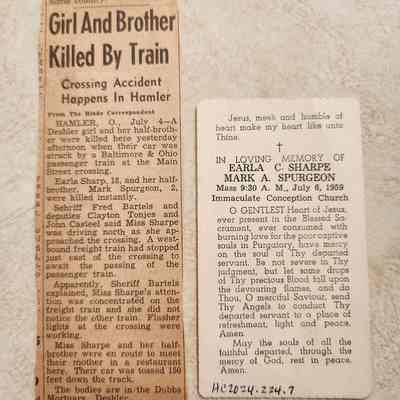 Girl And Brother
Killed By Train
Crossing Accident
Happens In Hamler
From The Blade Correspondent
HAMLER, O., July 4—A
Deshler girl and her half-broth-
er were killed here yesterday
afternoon when their car was
struck by a Baltimore & Ohio
passenger train at the Main
Street crossing.
Earla Sharp, 18, and her half-
brother, Mark Spurgeon, 2,
were killed instantly.
Sehriff Fred Bartels and
deputies Clayton Tonjes and
John Casteel said Miss Sharpe
was driving north as she ap-
proached the crossing. A west-
bound freight train had stopped
just east of the crossing to
await the passing of the
passenger train.
Apparently, Sheriff Bartels
explained, Miss Sharpe's atten-
tion was concentrated on the
freight train and she did not
notice the other train. Flasher
lights at the crossing were
working.
Miss Sharpe and her half-
brother were en route to meet
their mother in a restaurant
here. Their car was tossed 150
feet down the track.
The bodies are in the Dubbs
Mortuary, Deshler.
Jesus, meek and humble of
heart make my heart like unto
Thine.
IN LOVING MEMORY OF
EARLA C. SHARPE
MARK A. SPURGEON
Mass 9:30 A. M., July 6, 1959
Immaculate Conception Church
O GENTLEST Heart of Jesus,
ever present in the Blessed Sa-
crament, ever consumed with
burning love for the poor captive
souls in Purgatory, have mercy
on the soul of Thy departed
servant. Be not severe in Thy
judgment, but let some drops
of Thy precious Blood fall upon
the devouring flames, and do
Thou, O merciful Saviour, send
Thy Angels to conduct Thy
departed servant to a place of
refreshment, light and peace.
Amen.
May the souls of all the
faithful departed, through the
mercy of God, rest in peace.
Amen.
HC2024.224.7